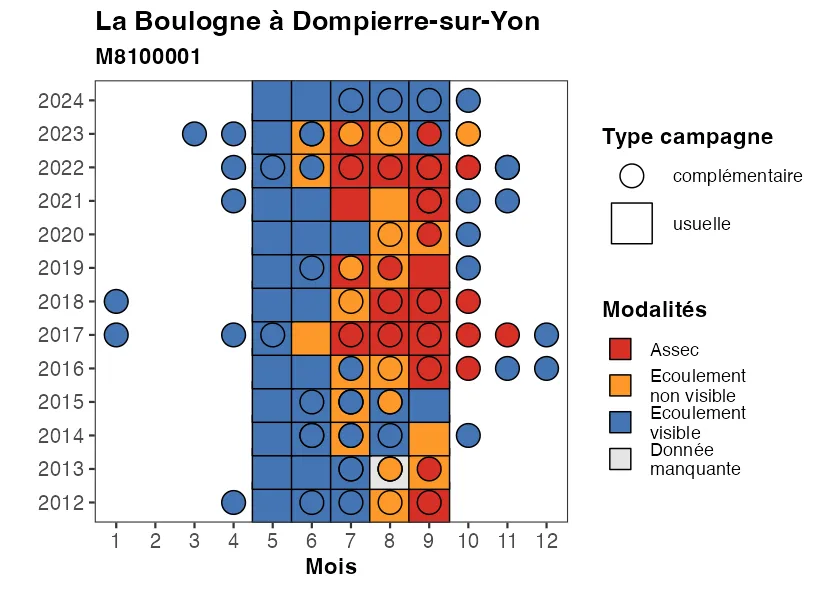 La Boulogne à Dompierre-sur-Yon
M8100001
2024
2023
2022
2021
2020
2019
2018
2017
2016
2015
2014
2013
2012
1 2 3 4 5 6 7 8 9 10 11 12
Mois
Type campagne
complémentaire
usuelle
Modalités
Assec
Ecoulement
non visible
Ecoulement
visible
Donnée
manquante